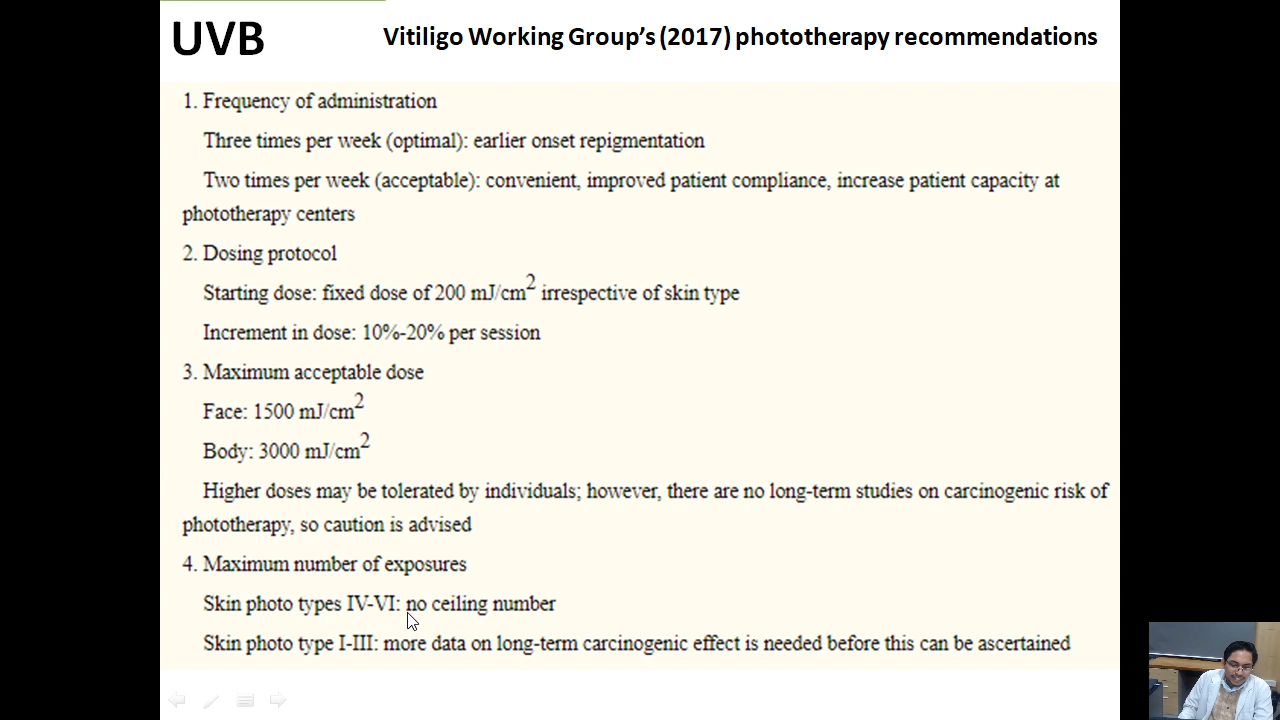 UVB
Vitiligo Working Group's (2017) phototherapy recommendations
1. Frequency of administration
Three times per week (optimal): earlier onset repigmentation
Two times per week (acceptable): convenient, improved patient compliance, increase patient capacity at
phototherapy centers
2. Dosing protocol
Starting dose: fixed dose of 200 mJ/cm² irrespective of skin type
Increment in dose: 10%-20% per session
3. Maximum acceptable dose
Face: 1500 mJ/cm²
Body: 3000 mJ/cm²
Higher doses may be tolerated by individuals; however, there are no long-term studies on carcinogenic risk of
phototherapy, so caution is advised
4. Maximum number of exposures
Skin photo types IV-VI: no ceiling number
Skin photo type I-III: more data on long-term carcinogenic effect is needed before this can be ascertained